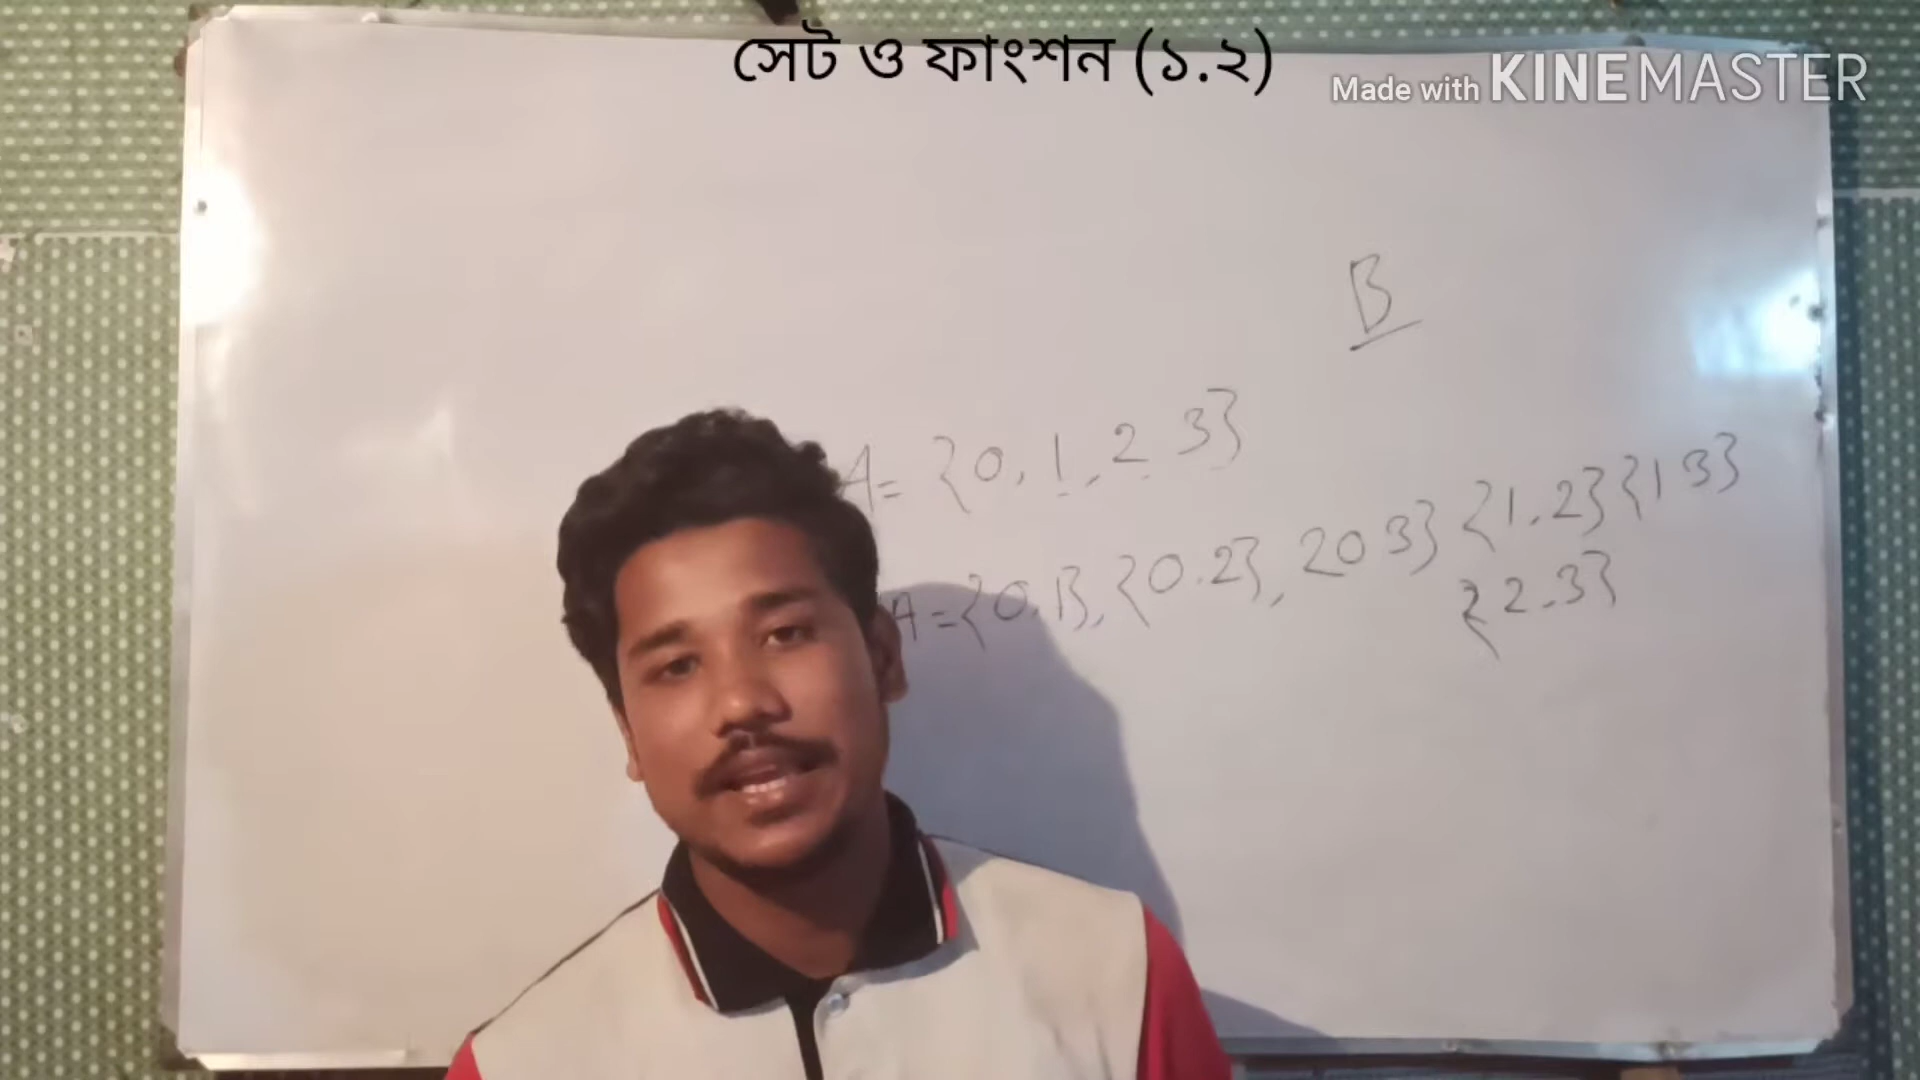 সেট ও ফাংশন (১.২)
Made with KINEMASTER
B
A= {0, 1, 2 3}
A={0.1}, {0.2}, {0 3} {1.2} {1 3}
{2.3}